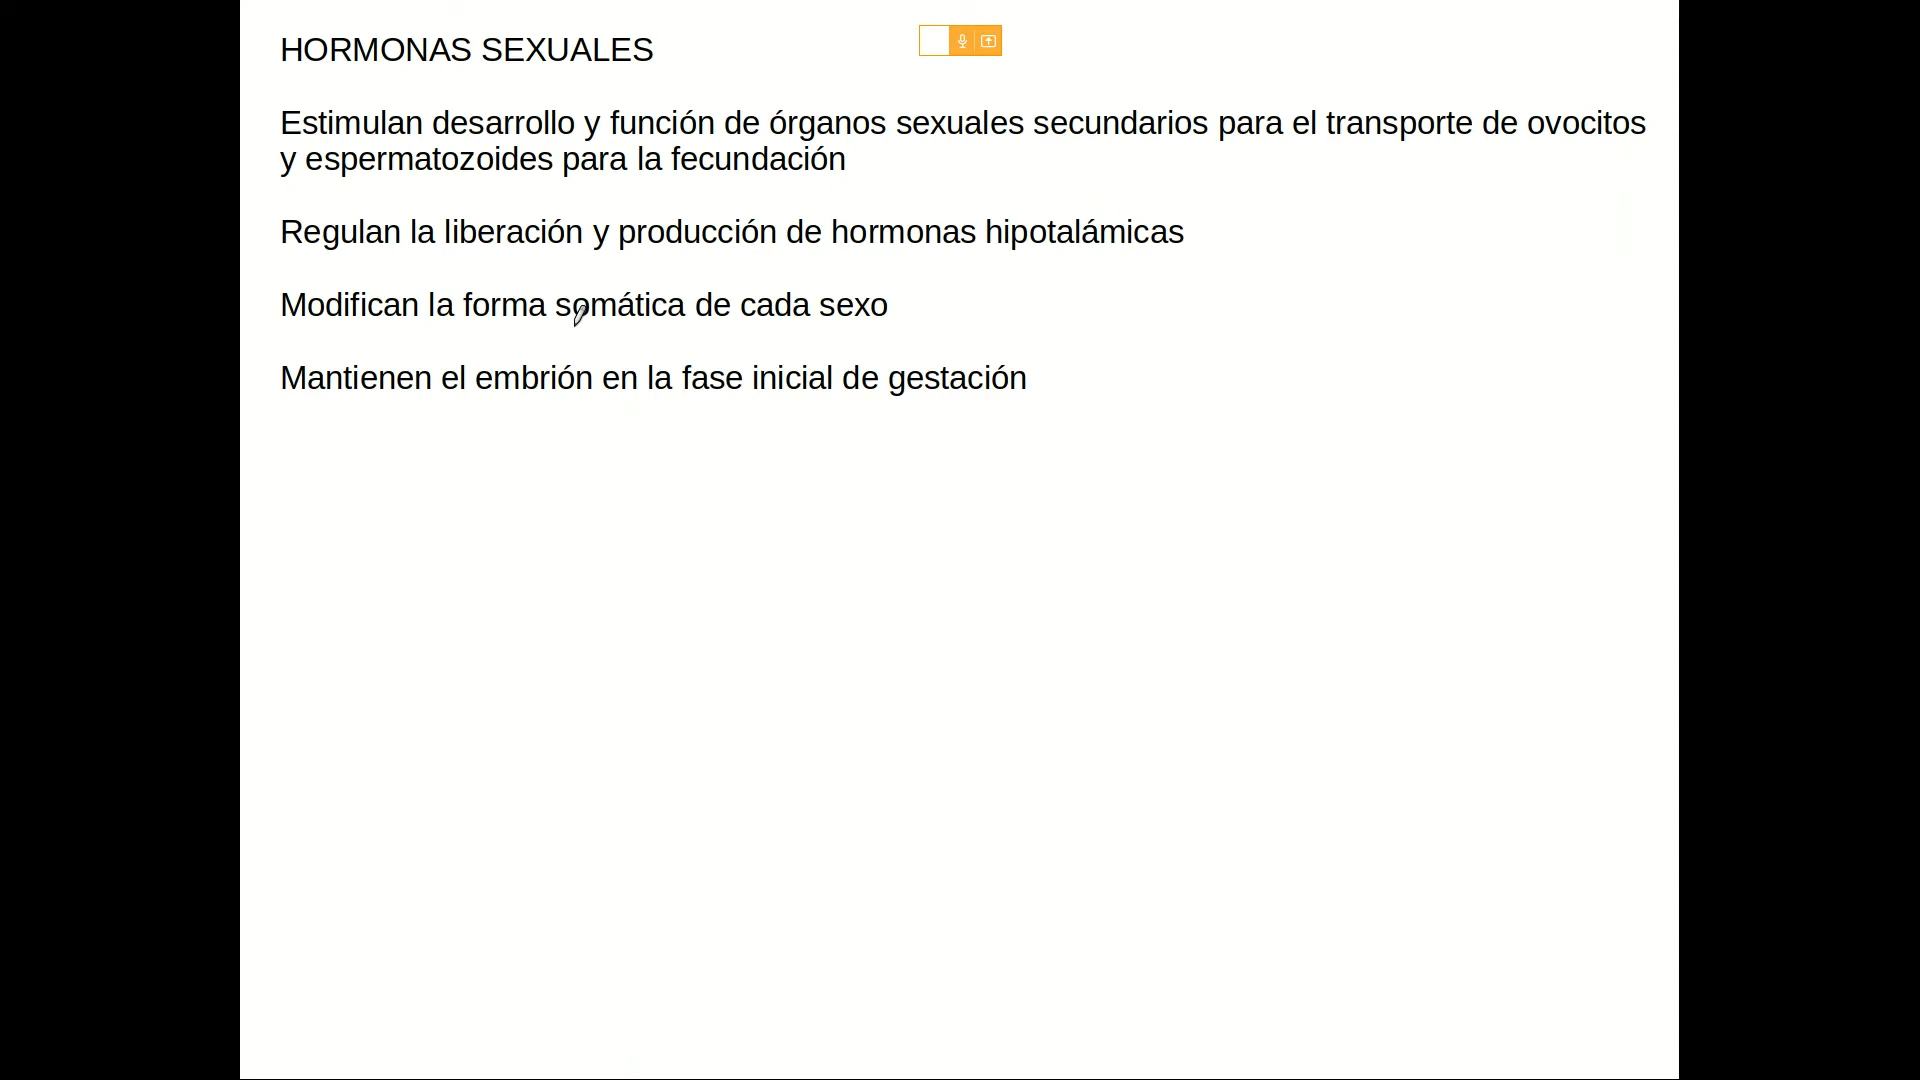 HORMONAS SEXUALES
Estimulan desarrollo y función de órganos sexuales secundarios para el transporte de ovocitos
y espermatozoides para la fecundación
Regulan la liberación y producción de hormonas hipotalámicas
Modifican la forma somática de cada sexo
Mantienen el embrión en la fase inicial de gestación